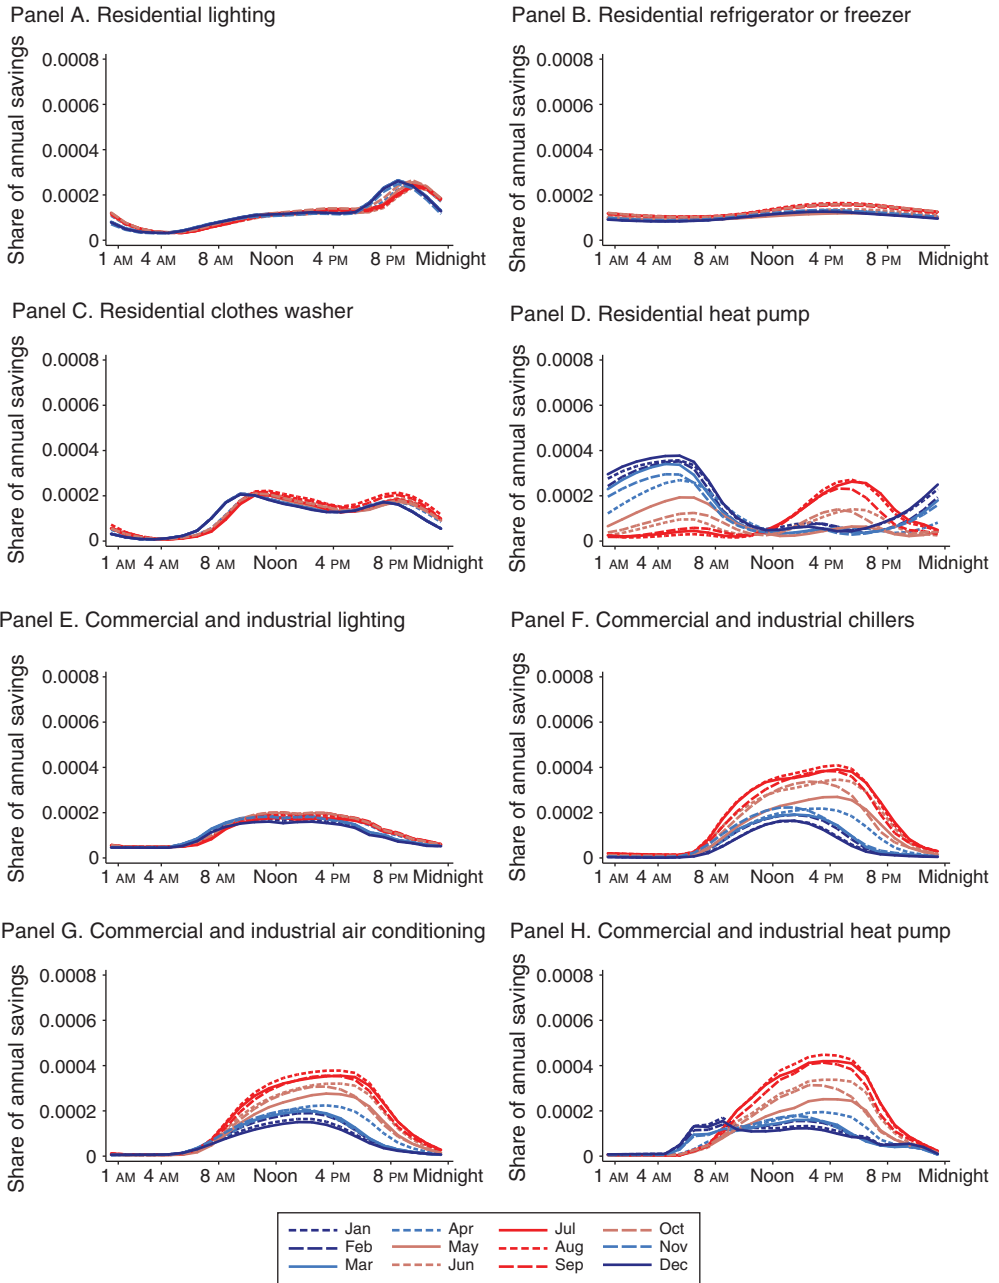 Panel A. Residential lighting
Share of annual savings
0.0008
0.0006
0.0004
0.0002
0
1 AM 4 AM 8 AM Noon 4 PM 8 PM Midnight
Panel B. Residential refrigerator or freezer
Share of annual savings
0.0008
0.0006
0.0004
0.0002
0
1 AM 4 AM 8 AM Noon 4 PM 8 PM Midnight
Panel C. Residential clothes washer
Share of annual savings
0.0008
0.0006
0.0004
0.0002
0
1 AM 4 AM 8 AM Noon 4 PM 8 PM Midnight
Panel D. Residential heat pump
Share of annual savings
0.0008
0.0006
0.0004
0.0002
0
1 AM 4 AM 8 AM Noon 4 PM 8 PM Midnight
Panel E. Commercial and industrial lighting
Share of annual savings
0.0008
0.0006
0.0004
0.0002
0
1 AM 4 AM 8 AM Noon 4 PM 8 PM Midnight
Panel F. Commercial and industrial chillers
Share of annual savings
0.0008
0.0006
0.0004
0.0002
0
1 AM 4 AM 8 AM Noon 4 PM 8 PM Midnight
Panel G. Commercial and industrial air conditioning
Share of annual savings
0.0008
0.0006
0.0004
0.0002
0
1 AM 4 AM 8 AM Noon 4 PM 8 PM Midnight
Panel H. Commercial and industrial heat pump
Share of annual savings
0.0008
0.0006
0.0004
0.0002
0
1 AM 4 AM 8 AM Noon 4 PM 8 PM Midnight
Jan Apr Jul Oct
Feb May Aug Nov
Mar Jun Sep Dec